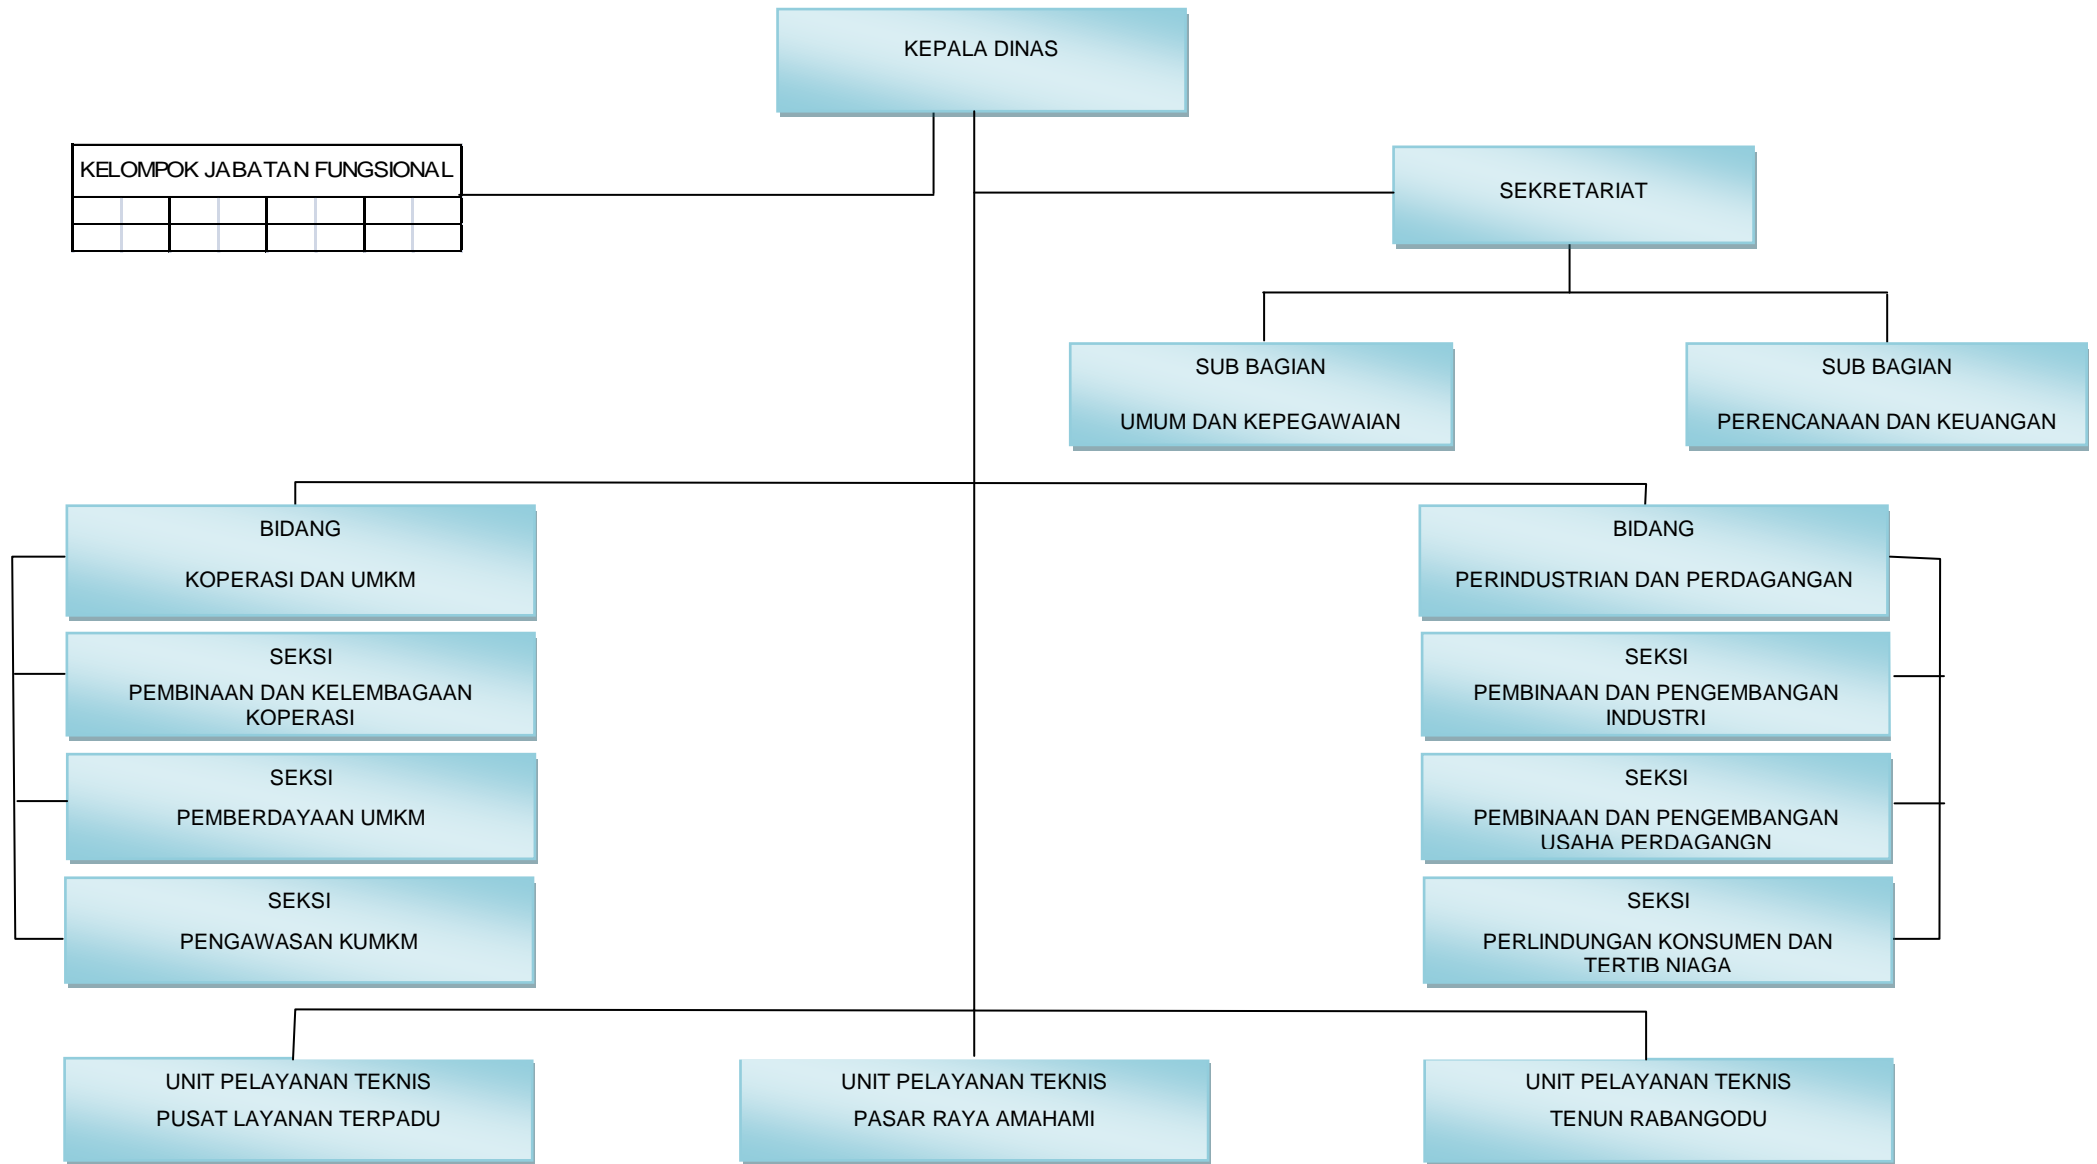 KEPALA DINAS
KELOMPOK JABATAN FUNGSIONAL
SEKRETARIAT
SUB BAGIAN
UMUM DAN KEPEGAWAIAN
SUB BAGIAN
PERENCANAAN DAN KEUANGAN
BIDANG
KOPERASI DAN UMKM
SEKSI
PEMBINAAN DAN KELEMBAGAAN
KOPERASI
SEKSI
PEMBERDAYAAN UMKM
SEKSI
PENGAWASAN KUMKM
BIDANG
PERINDUSTRIAN DAN PERDAGANGAN
SEKSI
PEMBINAAN DAN PENGEMBANGAN
INDUSTRI
SEKSI
PEMBINAAN DAN PENGEMBANGAN
USAHA PERDAGANGN
SEKSI
PERLINDUNGAN KONSUMEN DAN
TERTIB NIAGA
UNIT PELAYANAN TEKNIS
PUSAT LAYANAN TERPADU
UNIT PELAYANAN TEKNIS
PASAR RAYA AMAHAMI
UNIT PELAYANAN TEKNIS
TENUN RABANGODU